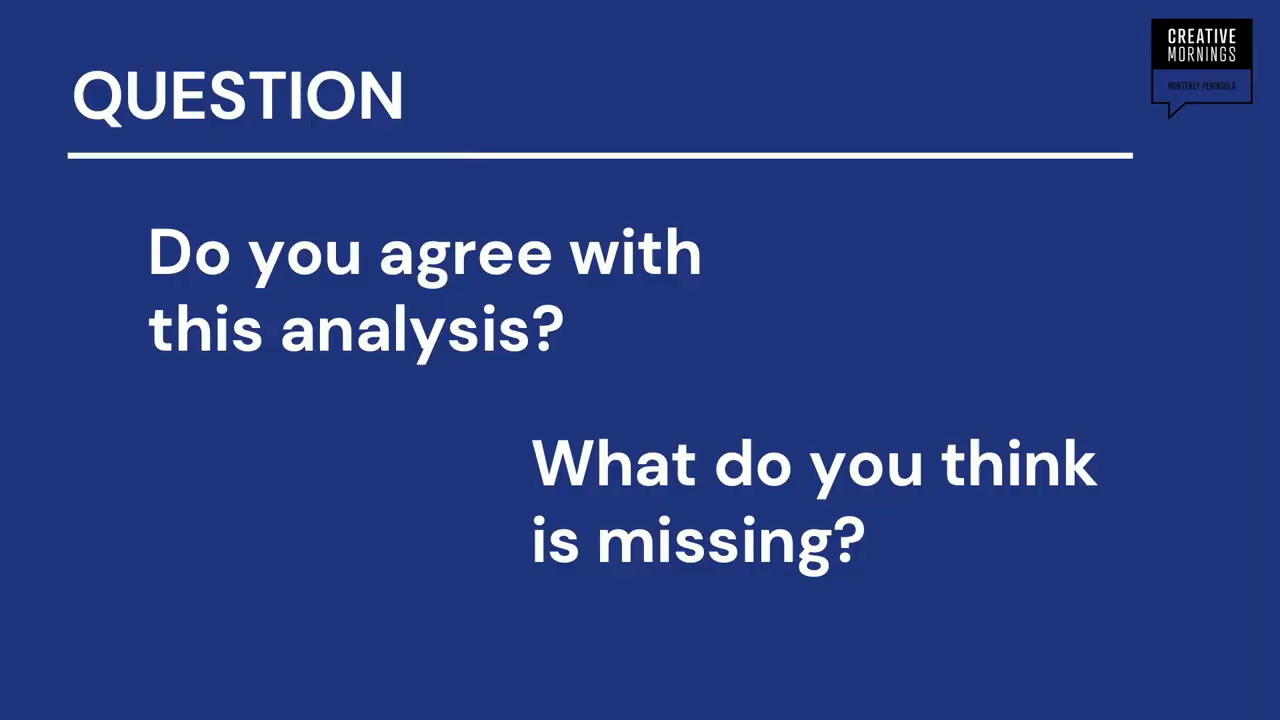 CREATIVE
MORNINGS
MONTEREY PENINSULA
QUESTION
Do you agree with
this analysis?
What do you think
is missing?